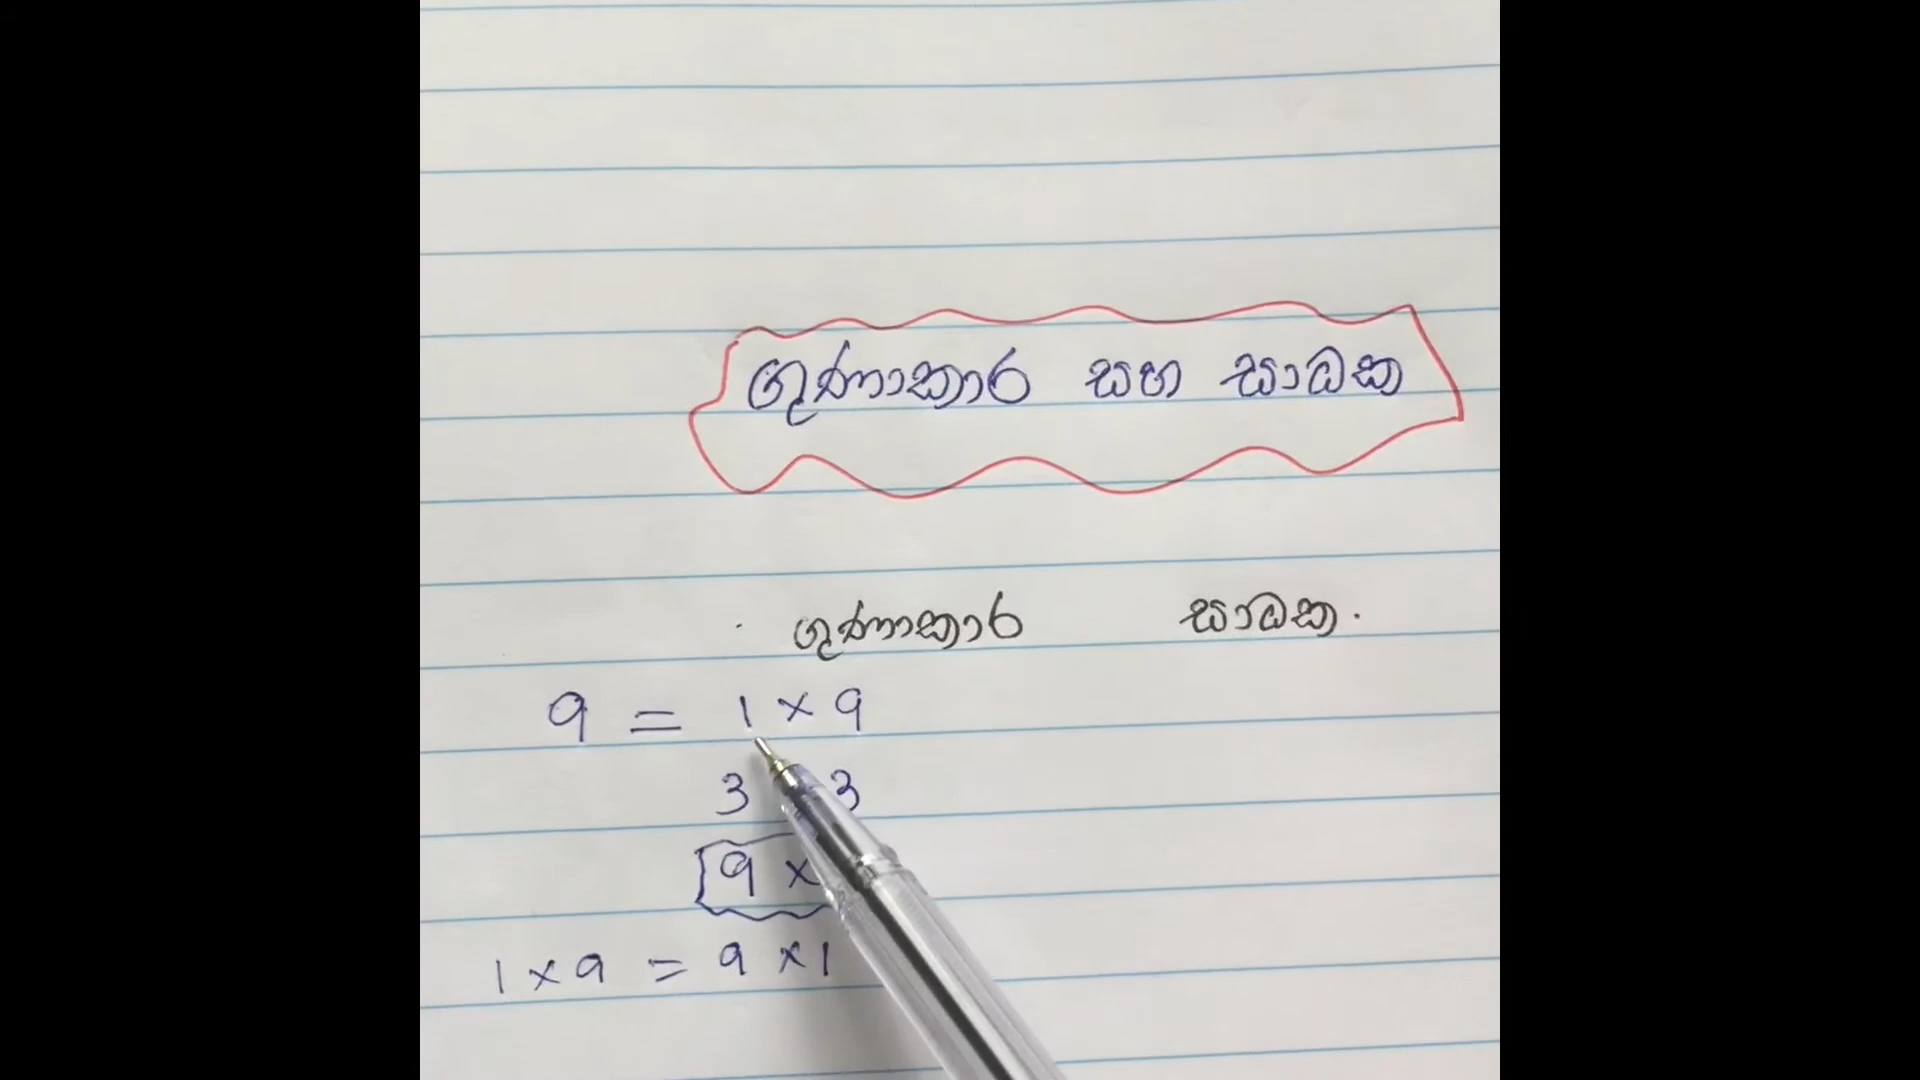 ගුණාකාර සහ සාධක
ගුණාකාර සාධක.
9 = 1 × 9
3 3
9 ×
1 × 9 = 9 × 1